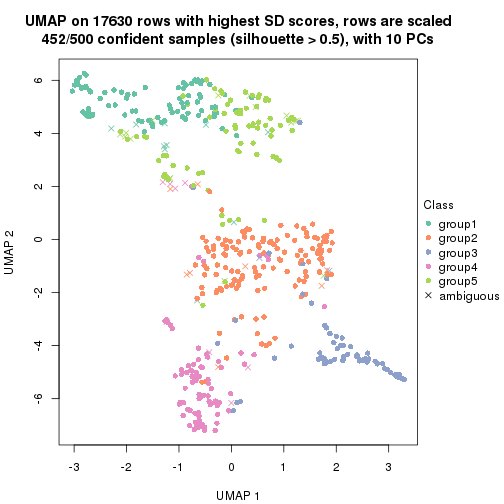 UMAP on 17630 rows with highest SD scores, rows are scaled
452/500 confident samples (silhouette > 0.5), with 10 PCs
6
4
2
0
-2
-4
-6
UMAP 2
-3
-2
-1
0
1
2
3
UMAP 1
Class
group1
group2
group3
group4
group5
ambiguous